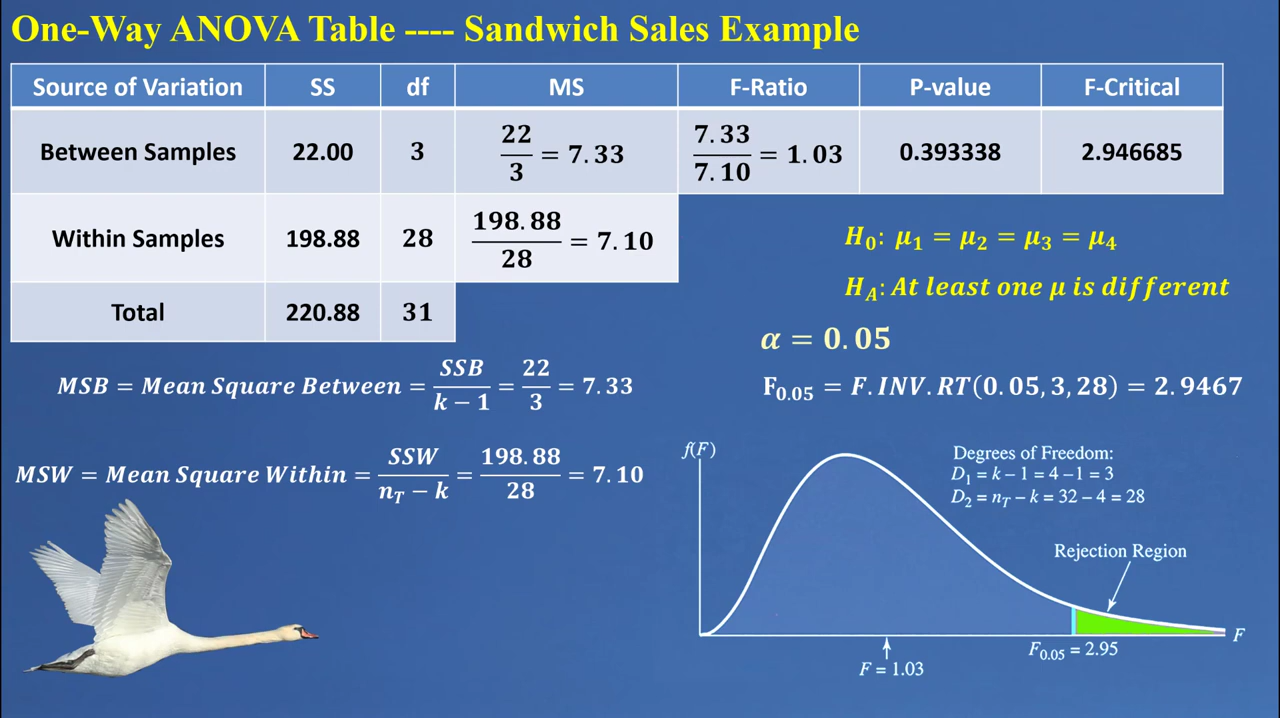 One-Way ANOVA Table ---- Sandwich Sales Example
Source of Variation SS df MS F-Ratio P-value F-Critical
Between Samples 22.00 3 22/3 = 7.33 7.33/7.10 = 1.03 0.393338 2.946685
Within Samples 198.88 28 198.88/28 = 7.10
Total 220.88 31
H₀: μ₁ = μ₂ = μ₃ = μ₄
H_A: At least one μ is different
α = 0.05
F₀.₀₅ = F.INV.RT(0.05, 3, 28) = 2.9467
MSB = Mean Square Between = SSB/(k − 1) = 22/3 = 7.33
MSW = Mean Square Within = SSW/(n_T − k) = 198.88/28 = 7.10
f(F)
Degrees of Freedom:
D₁ = k − 1 = 4 − 1 = 3
D₂ = n_T − k = 32 − 4 = 28
Rejection Region
F
F₀.₀₅ = 2.95
F = 1.03